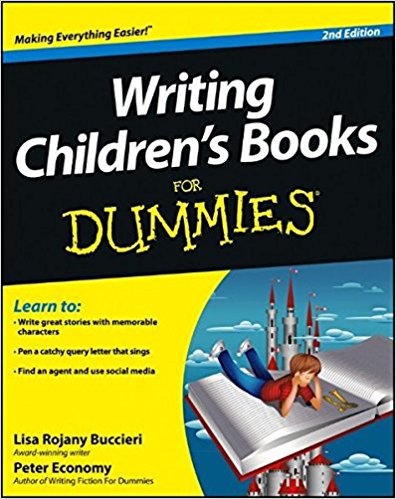 Making Everything Easier!™
2nd Edition
Writing
Children's Books
FOR
DUMMIES®
Learn to:
• Write great stories with memorable
characters
• Pen a catchy query letter that sings
• Find an agent and use social media
Lisa Rojany Buccieri
Award-winning writer
Peter Economy
Author of Writing Fiction For Dummies